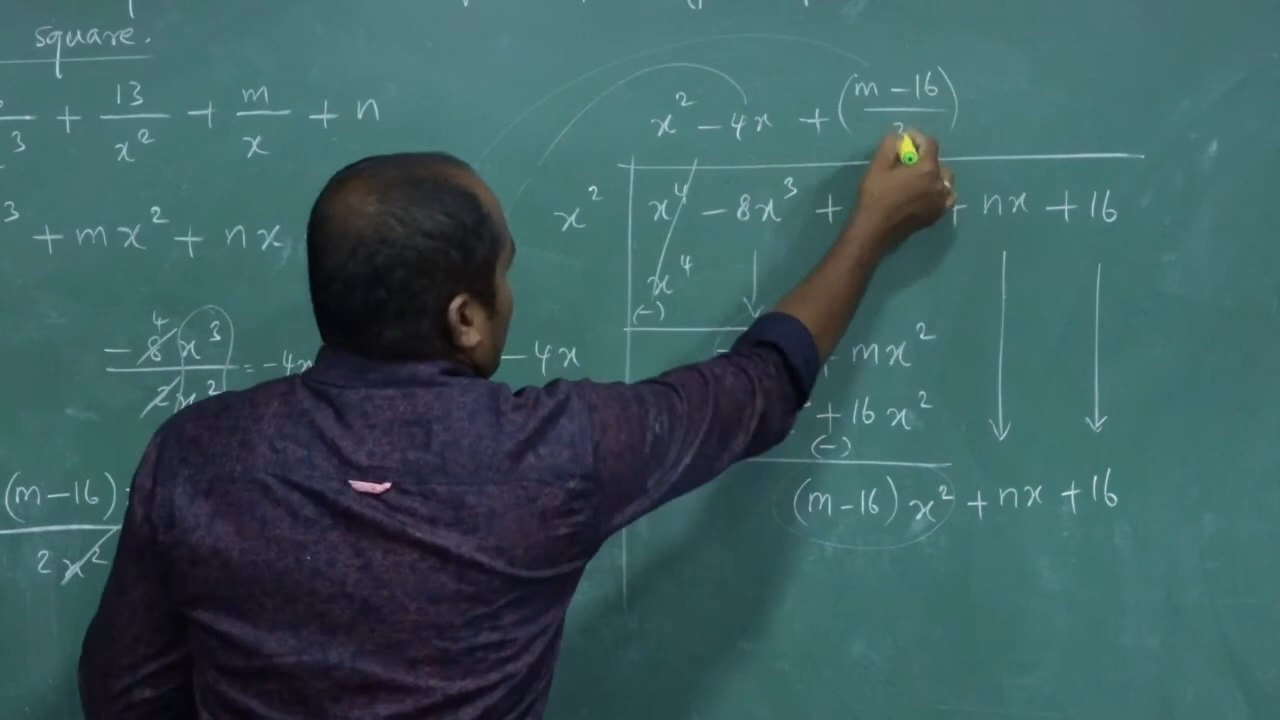 square.
3 + 13/x² + m/x + n
3 + mx² + nx
-8x³/2x² = -4x
4
(m-16)
2x²
x² - 4x + (m-16)/
x² x⁴ - 8x³ + + nx + 16
x⁴
(-)
-4x + mx²
+ 16x²
(-)
(m-16)x² + nx + 16